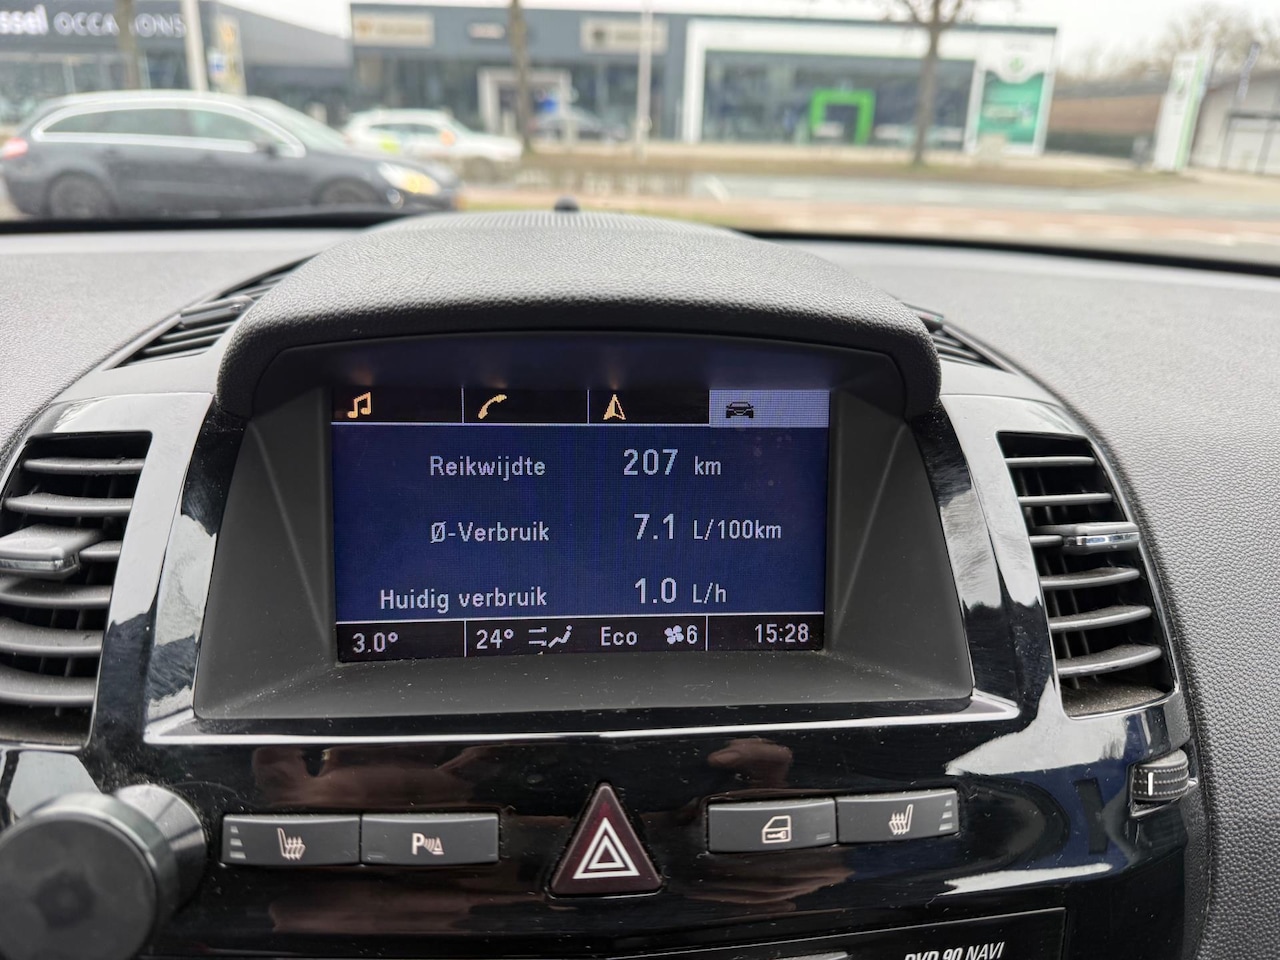 ssel OCCASIONS
Reikwijdte 207 km
Ø-Verbruik 7.1 L/100km
Huidig verbruik 1.0 L/h
3.0° 24° Eco 6 15:28
DVD 90 NAVI